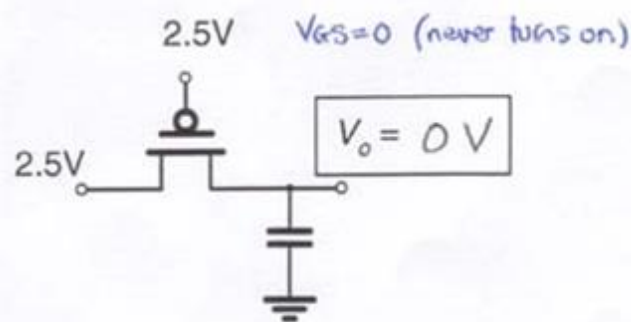 2.5V VGS=0 (never turns on)
2.5V
Vo = 0 V